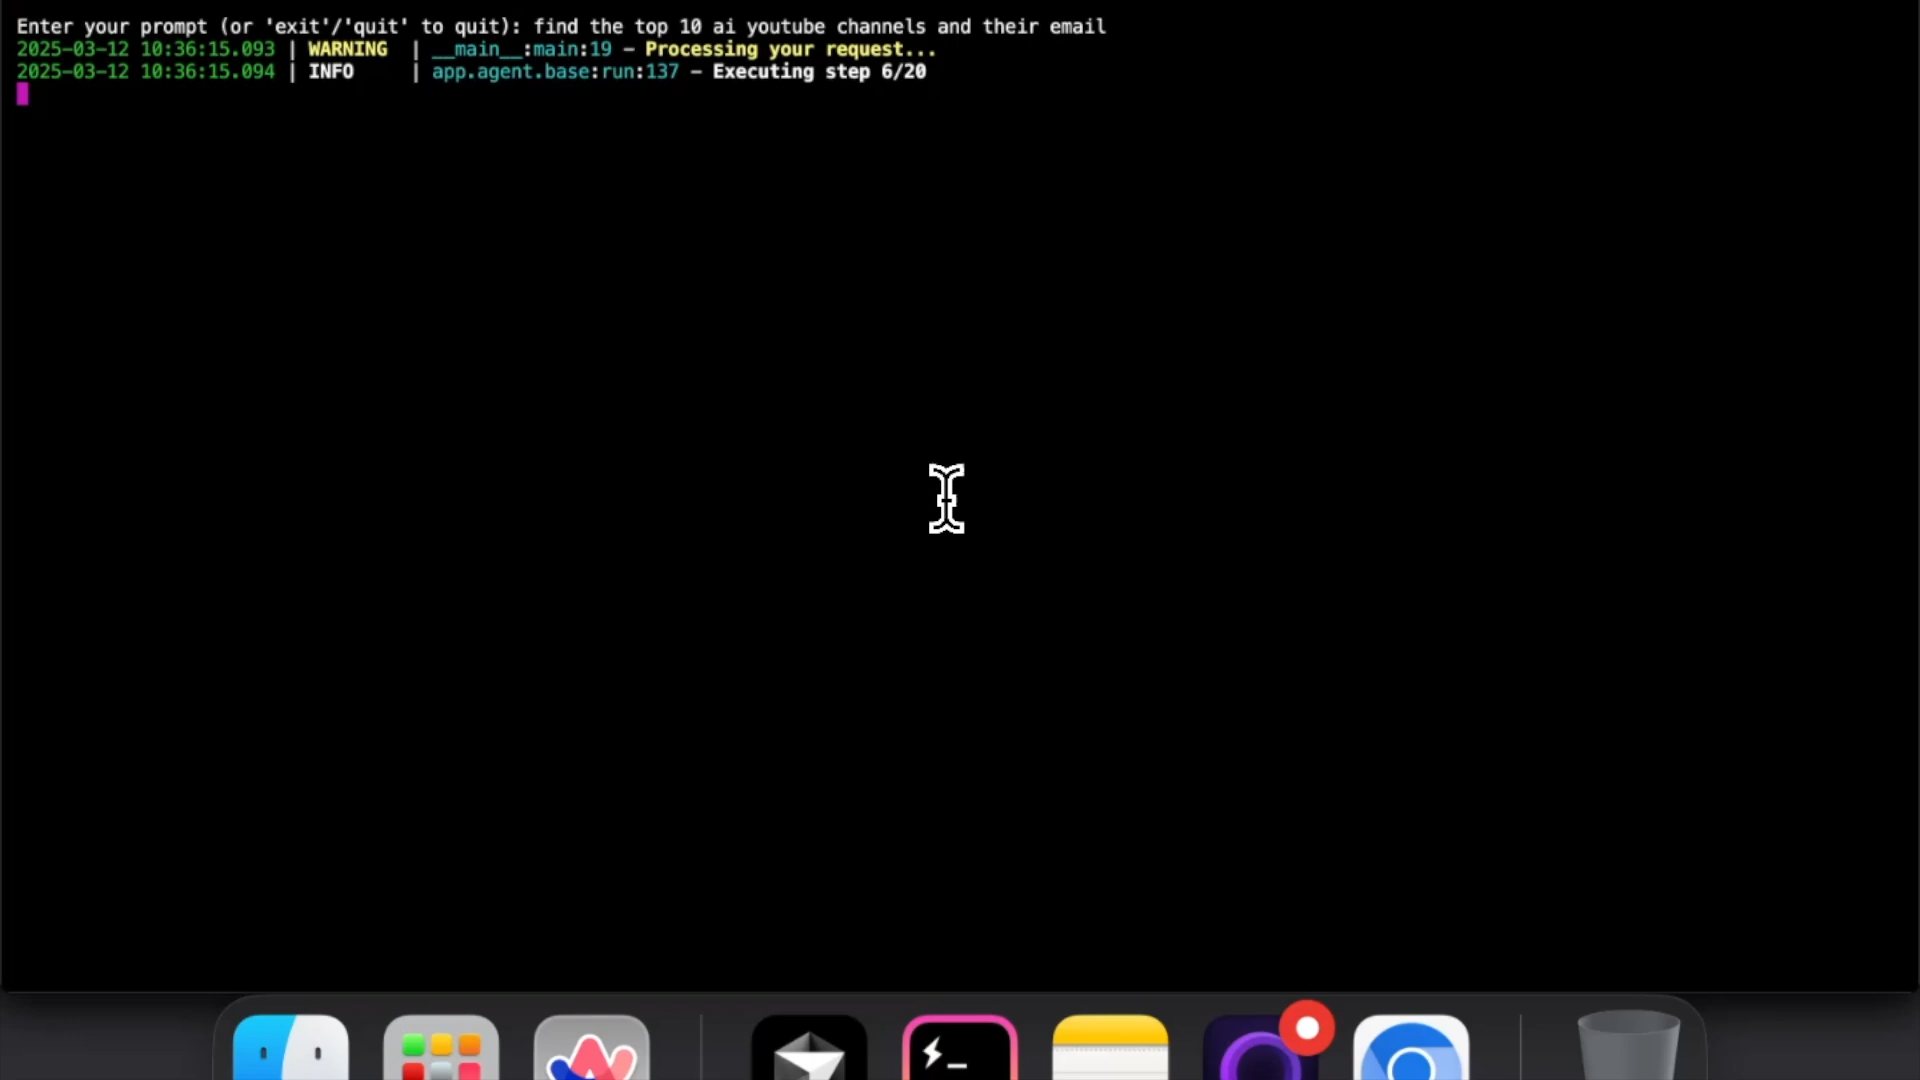 Enter your prompt (or 'exit'/'quit' to quit): find the top 10 ai youtube channels and their email
2025-03-12 10:36:15.093 | WARNING  | __main__:main:19 - Processing your request...
2025-03-12 10:36:15.094 | INFO     | app.agent.base:run:137 - Executing step 6/20